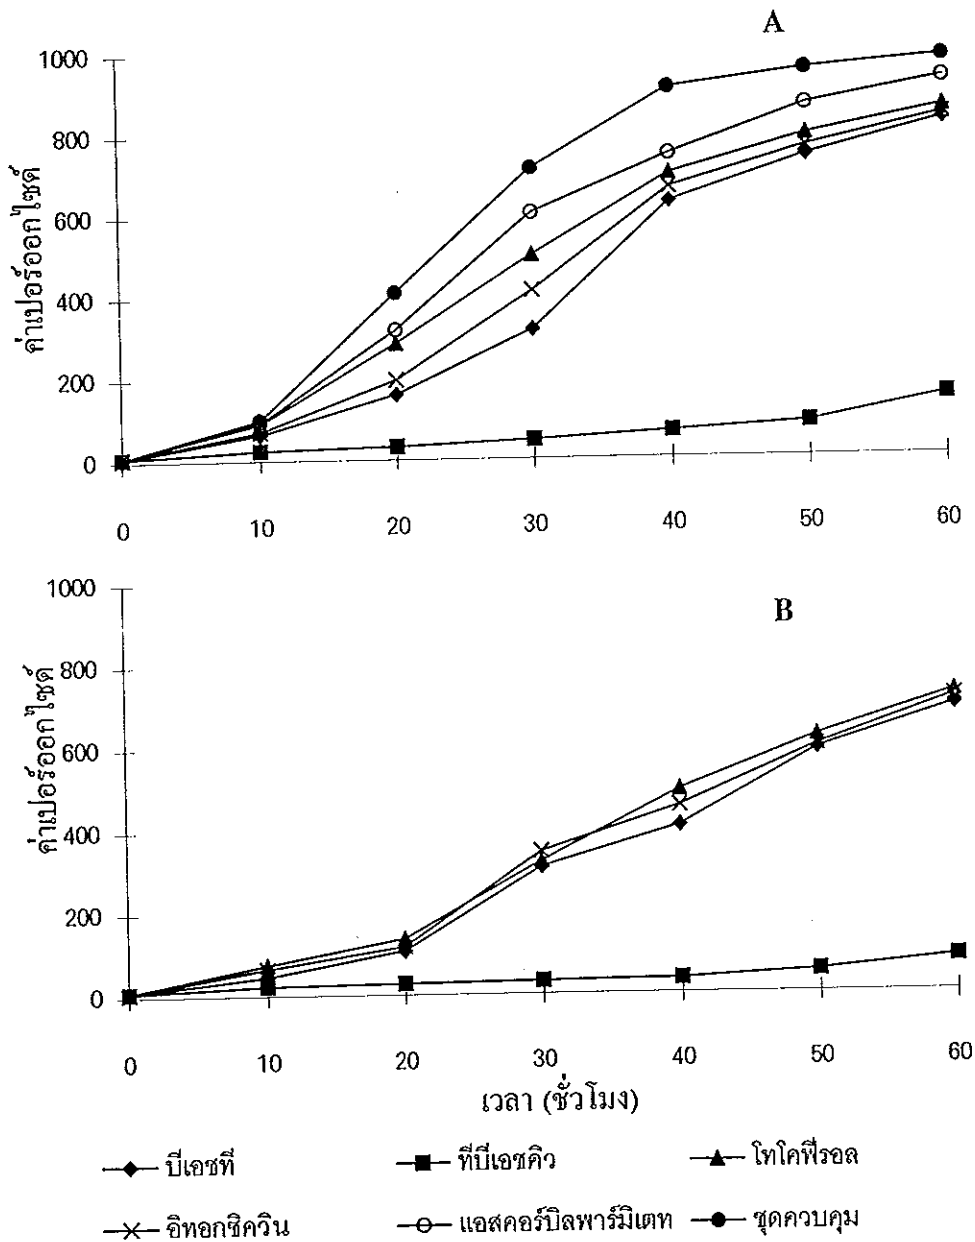 A
1000
800
600
400
200
0
ค่าเปอร์ออกไซด์
0 10 20 30 40 50 60
1000
B
800
600
400
200
0
ค่าเปอร์ออกไซด์
0 10 20 30 40 50 60
เวลา (ชั่วโมง)
บีเอชที ทีบีเอชคิว โทโคฟีรอล
อิทอกซิควิน แอสคอร์บิลพาร์มิเตท ชุดควบคุม